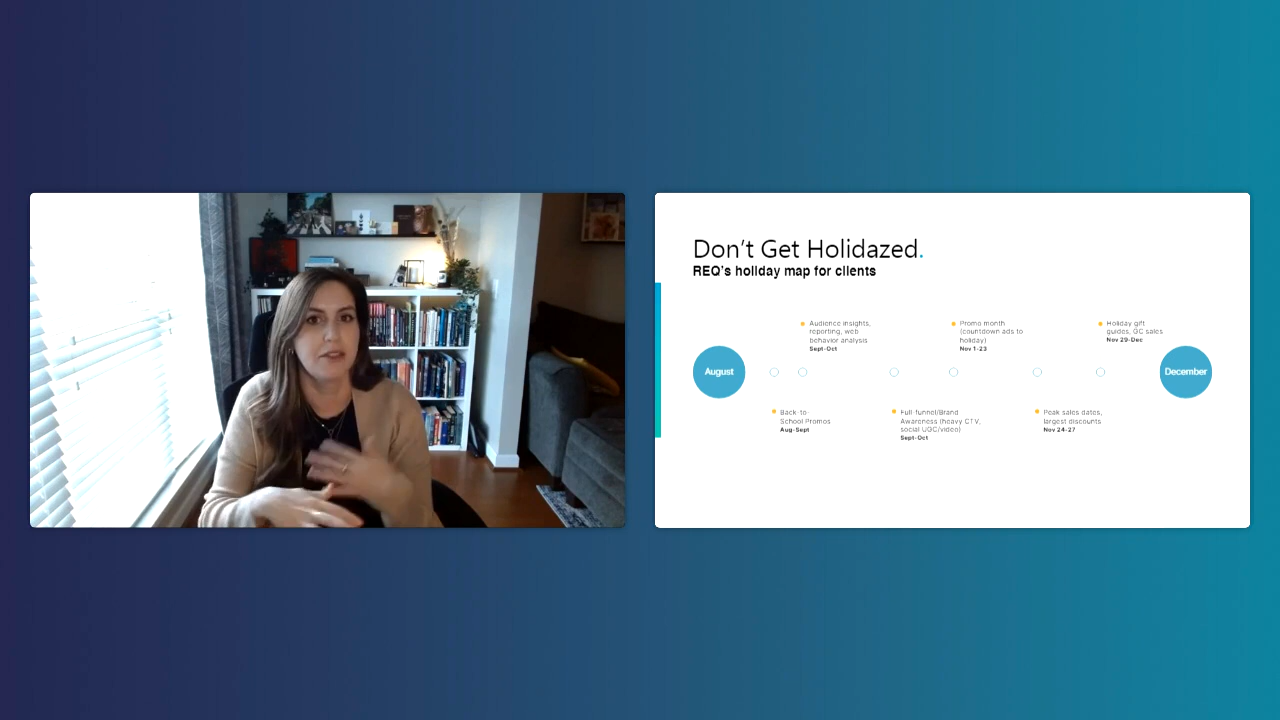 Don't Get Holidazed.
REQ's holiday map for clients
Audience insights,
reporting, web
behavior analysis
Sept-Oct
Promo month
(countdown ads to
holiday)
Nov 1-23
Holiday gift
guides, GC sales
Nov 29-Dec
August
December
Back-to-
School Promos
Aug-Sept
Full-funnel/Brand
Awareness (heavy CTV,
social UGC/video)
Sept-Oct
Peak sales dates,
largest discounts
Nov 24-27